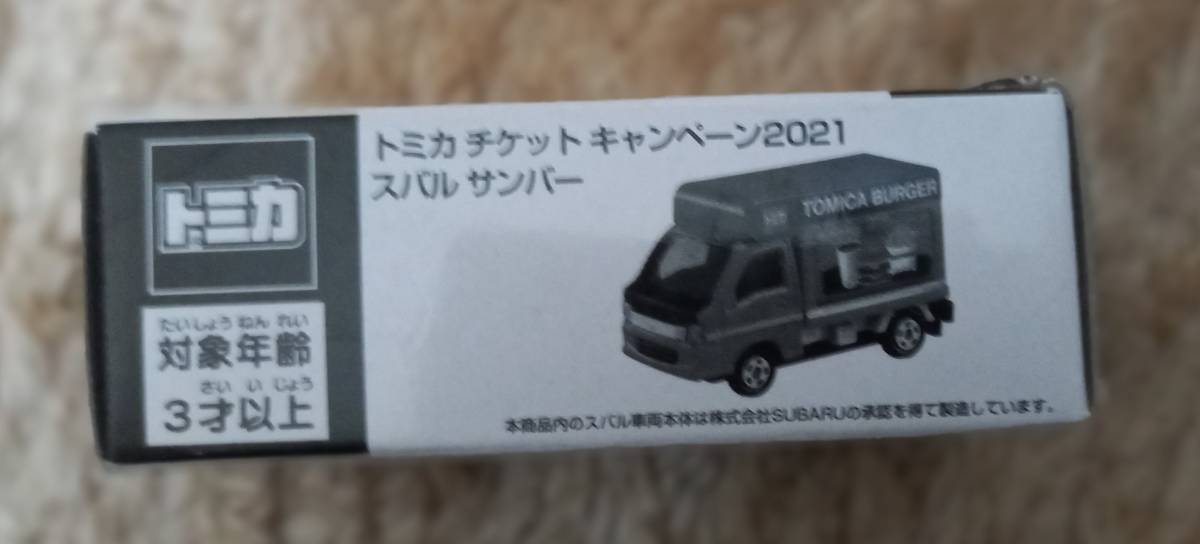 トミカ
たいしょう ねん れい
対象年齢
さい い じょう
3才以上
トミカ チケット キャンペーン2021
スバル サンバー
TOMICA BURGER
本商品内のスバル車両本体は株式会社SUBARUの承認を得て製造しています。